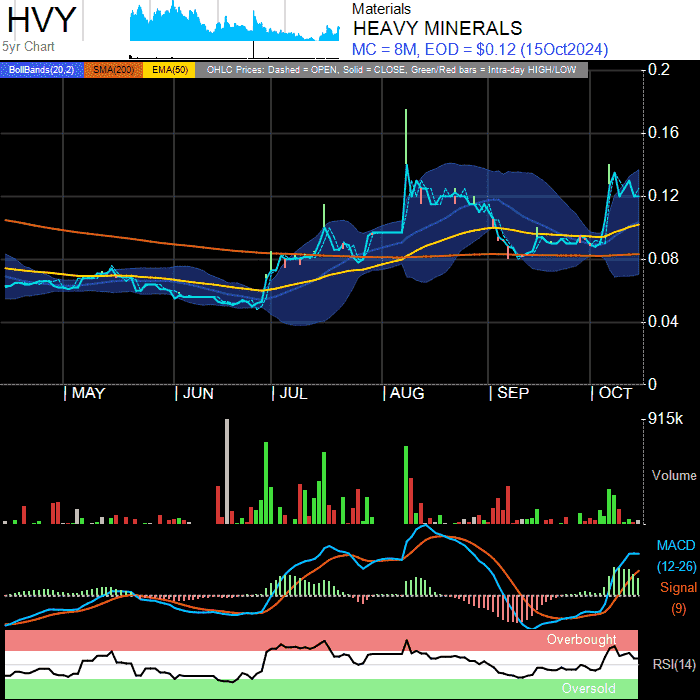 HVY
5yr Chart
Materials
HEAVY MINERALS
MC = 8M, EOD = $0.12 (15Oct2024)
BollBands(20,2) SMA(200) EMA(50) OHLC Prices: Dashed = OPEN, Solid = CLOSE, Green/Red bars = Intra-day HIGH/LOW
0.2
0.16
0.12
0.08
0.04
0
MAY JUN JUL AUG SEP OCT
915k
Volume
MACD
(12-26)
Signal
(9)
Overbought
RSI(14)
Oversold